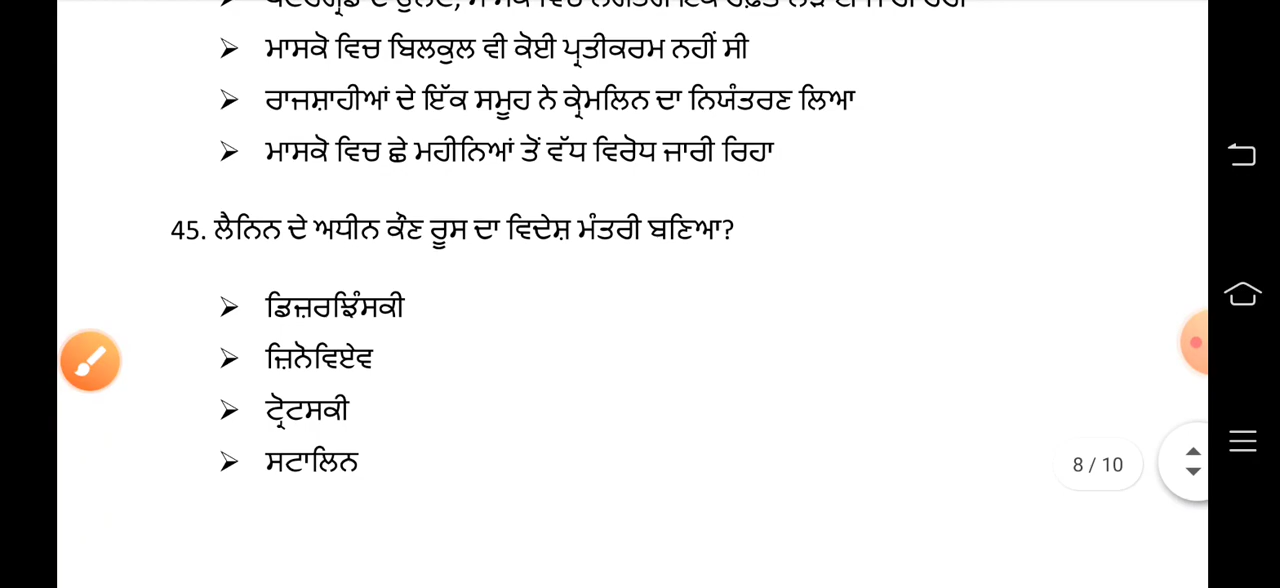 ➢ ਮਾਸਕੋ ਵਿਚ ਬਿਲਕੁਲ ਵੀ ਕੋਈ ਪ੍ਰਤੀਕਰਮ ਨਹੀਂ ਸੀ
➢ ਰਾਜਸ਼ਾਹੀਆਂ ਦੇ ਇੱਕ ਸਮੂਹ ਨੇ ਕ੍ਰੇਮਲਿਨ ਦਾ ਨਿਯੰਤਰਣ ਲਿਆ
➢ ਮਾਸਕੋ ਵਿਚ ਛੇ ਮਹੀਨਿਆਂ ਤੋਂ ਵੱਧ ਵਿਰੋਧ ਜਾਰੀ ਰਿਹਾ
45. ਲੈਨਿਨ ਦੇ ਅਧੀਨ ਕੌਣ ਰੂਸ ਦਾ ਵਿਦੇਸ਼ ਮੰਤਰੀ ਬਣਿਆ?
➢ ਡਿਜ਼ਰਝਿੰਸਕੀ
➢ ਜ਼ਿਨੋਵਿਏਵ
➢ ਟ੍ਰੋਟਸਕੀ
➢ ਸਟਾਲਿਨ
8 / 10